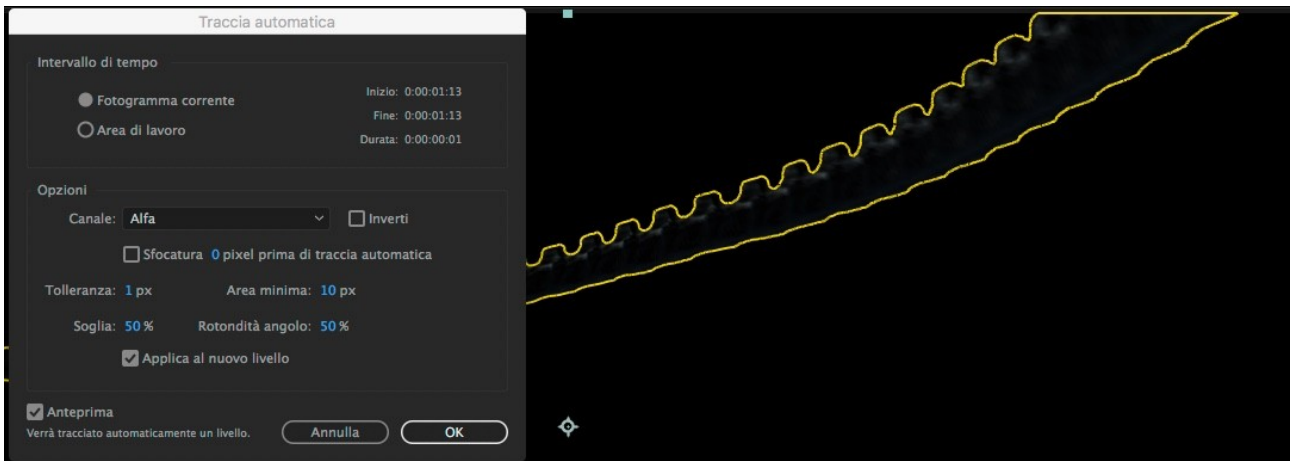 Traccia automatica
Intervallo di tempo
Fotogramma corrente
Inizio: 0:00:01:13
Fine: 0:00:01:13
Area di lavoro
Durata: 0:00:00:01
Opzioni
Canale: Alfa
Inverti
Sfocatura 0 pixel prima di traccia automatica
Tolleranza: 1 px Area minima: 10 px
Soglia: 50 % Rotondità angolo: 50 %
Applica al nuovo livello
Anteprima
Verrà tracciato automaticamente un livello.
Annulla OK